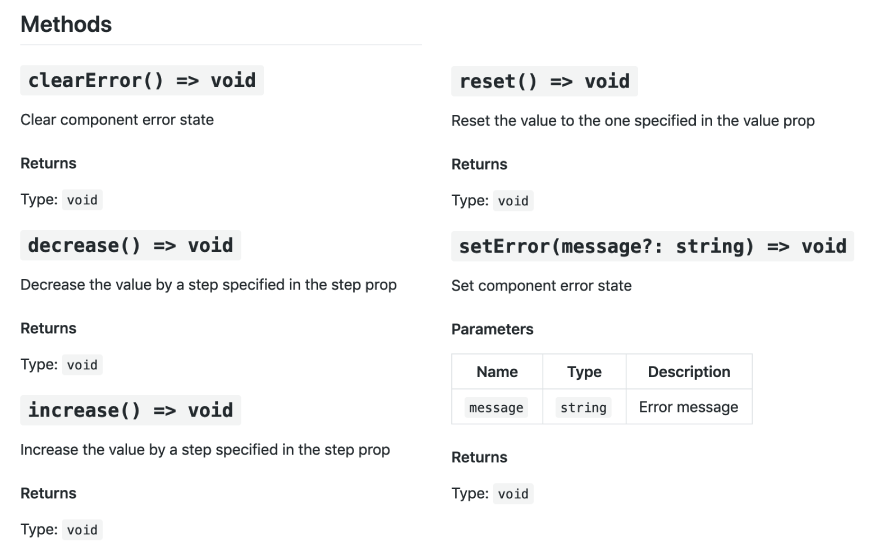 Methods
clearError() => void
Clear component error state
Returns
Type: void
decrease() => void
Decrease the value by a step specified in the step prop
Returns
Type: void
increase() => void
Increase the value by a step specified in the step prop
Returns
Type: void
reset() => void
Reset the value to the one specified in the value prop
Returns
Type: void
setError(message?: string) => void
Set component error state
Parameters
Name Type Description
message string Error message
Returns
Type: void